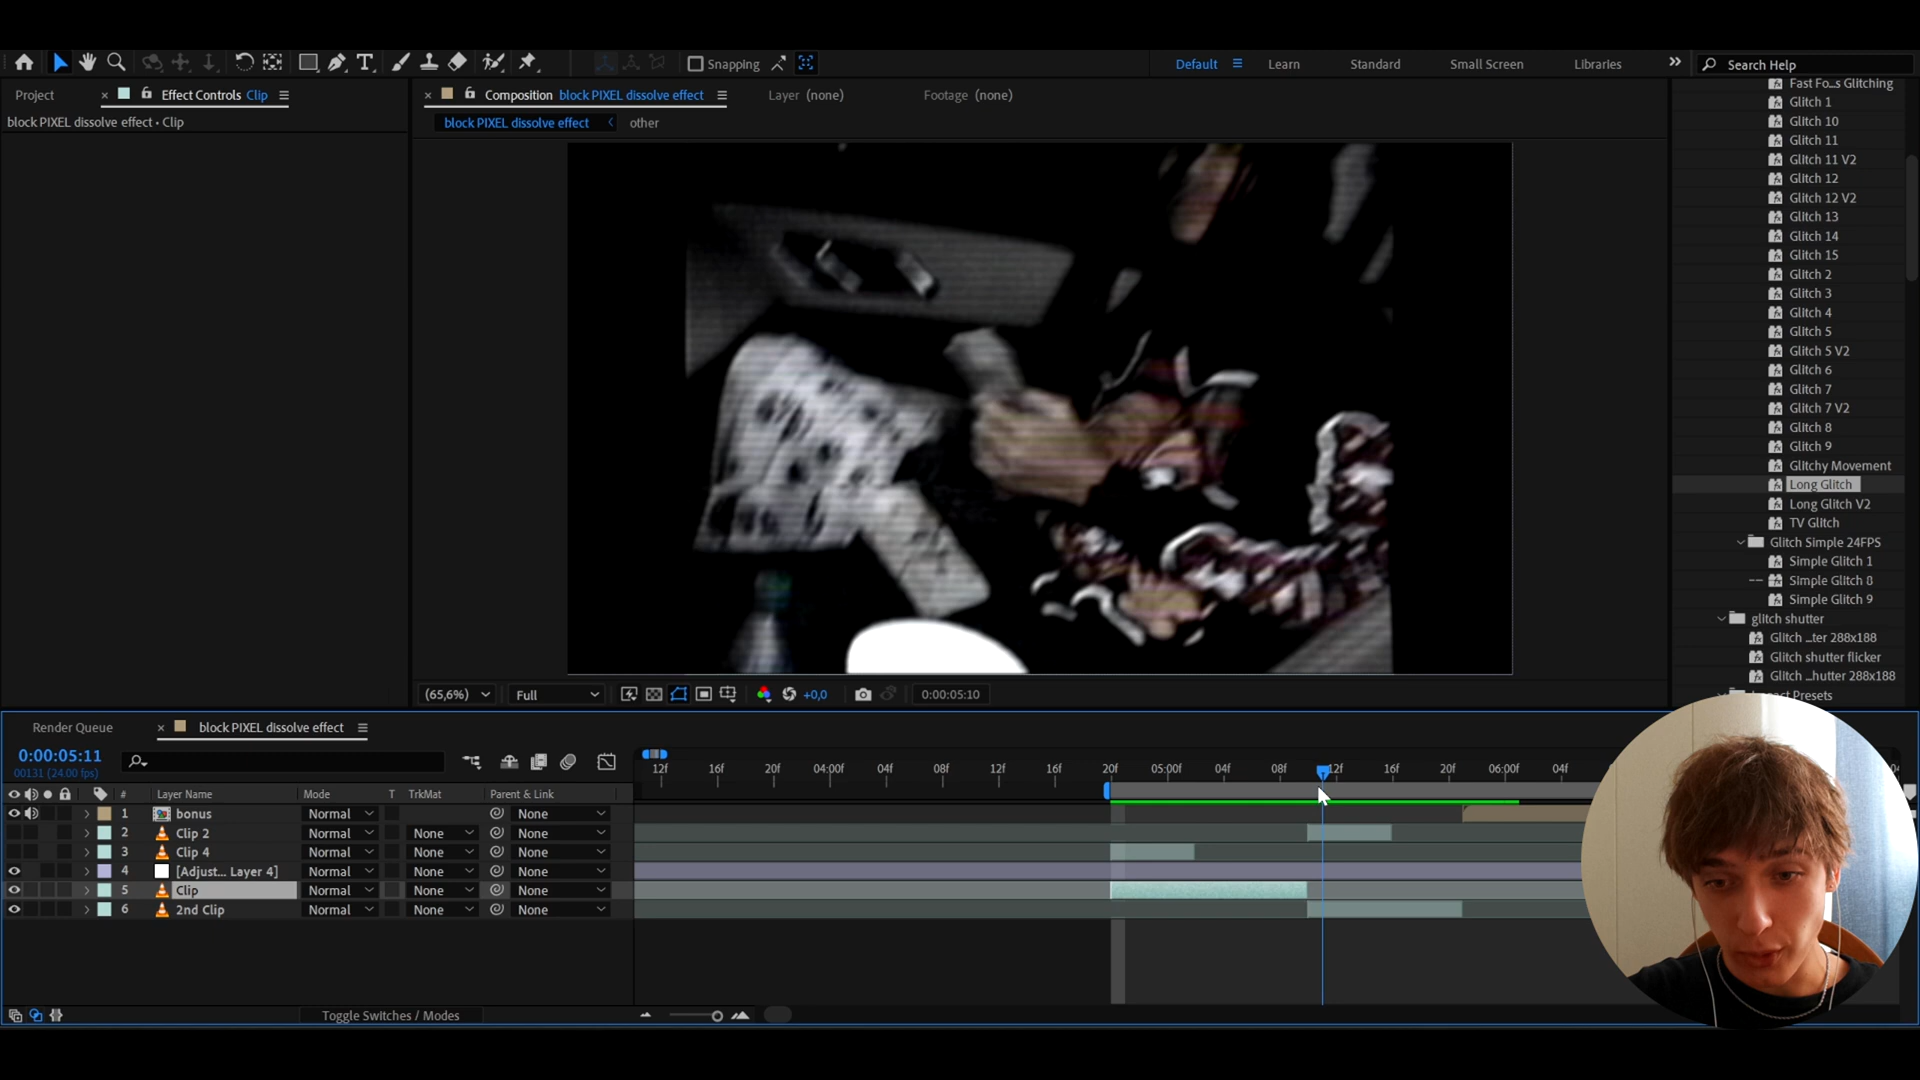 Snapping
Default
Learn
Standard
Small Screen
Libraries
Search Help
Project
Effect Controls Clip
Composition block PIXEL dissolve effect
Layer (none)
Footage (none)
block PIXEL dissolve effect • Clip
block PIXEL dissolve effect
other
Fast Fo...s Glitching
Glitch 1
Glitch 10
Glitch 11
Glitch 11 V2
Glitch 12
Glitch 12 V2
Glitch 13
Glitch 14
Glitch 15
Glitch 2
Glitch 3
Glitch 4
Glitch 5
Glitch 5 V2
Glitch 6
Glitch 7
Glitch 7 V2
Glitch 8
Glitch 9
Glitchy Movement
Long Glitch
Long Glitch V2
TV Glitch
Glitch Simple 24FPS
Simple Glitch 1
Simple Glitch 8
Simple Glitch 9
glitch shutter
Glitch ...ter 288x188
Glitch shutter flicker
Glitch ...hutter 288x188
Presets
(65,6%)
Full
+0,0
0:00:05:10
Render Queue
block PIXEL dissolve effect
0:00:05:11
00131 (24.00 fps)
12f 16f 20f 04:00f 04f 08f 12f 16f 20f 05:00f 04f 08f 12f 16f 20f 06:00f 04f
# Layer Name Mode T TrkMat Parent & Link
1 bonus Normal None
2 Clip 2 Normal None None
3 Clip 4 Normal None None
4 [Adjust... Layer 4] Normal None None
5 Clip Normal None None
6 2nd Clip Normal None None
Toggle Switches / Modes